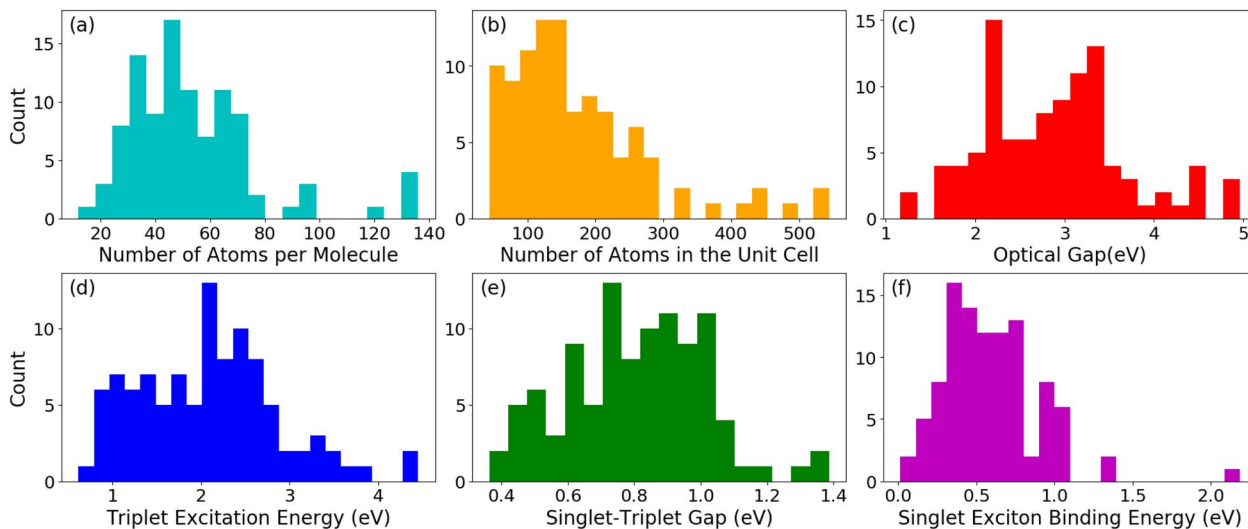 (a) (b) (c)
15 10 5 0
10 5 0
15 10 5 0
Count
20 40 60 80 100 120 140
100 200 300 400 500
1 2 3 4 5
Number of Atoms per Molecule Number of Atoms in the Unit Cell Optical Gap(eV)
(d) (e) (f)
10 5 0
10 5 0
15 10 5 0
Count
1 2 3 4
0.4 0.6 0.8 1.0 1.2 1.4
0.0 0.5 1.0 1.5 2.0
Triplet Excitation Energy (eV) Singlet-Triplet Gap (eV) Singlet Exciton Binding Energy (eV)